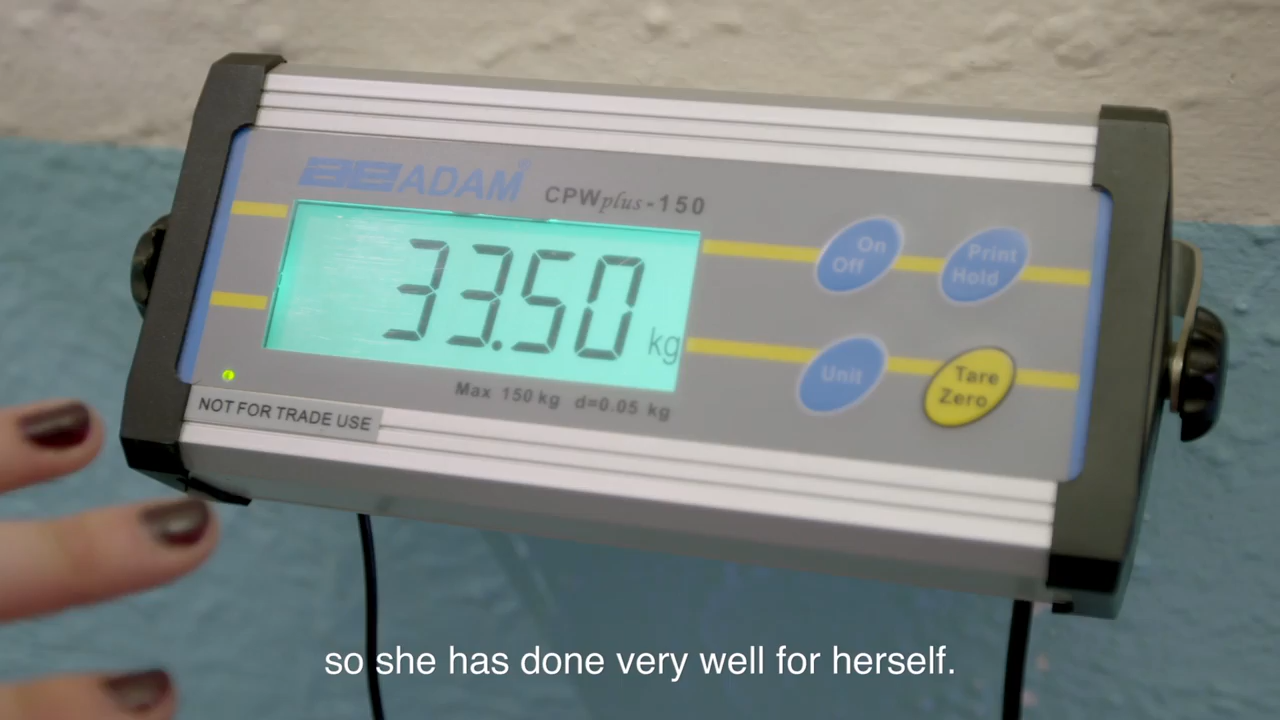 ADAM®
CPWplus-150
33.50 kg
On
Off
Print
Hold
Unit
Tare
Zero
Max 150 kg d=0.05 kg
NOT FOR TRADE USE
so she has done very well for herself.